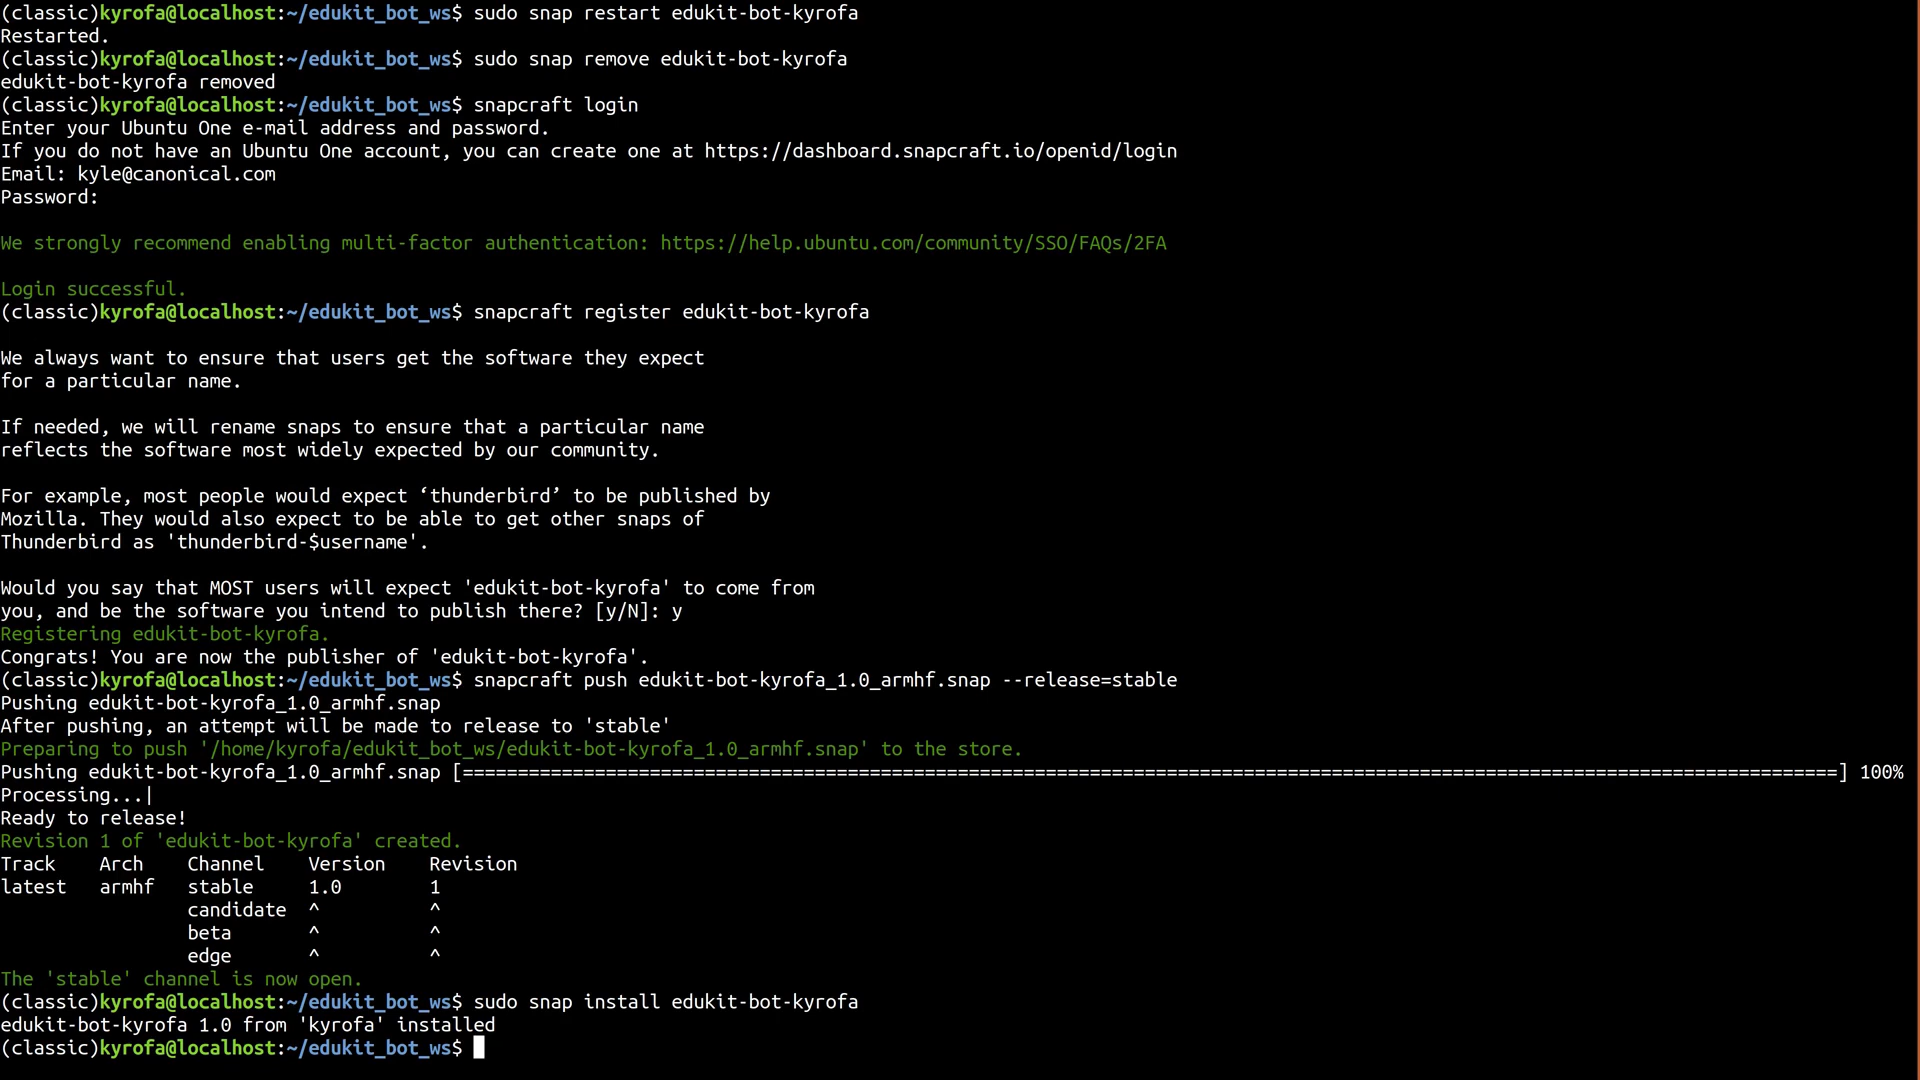 (classic)kyrofa@localhost:~/edukit_bot_ws$ sudo snap restart edukit-bot-kyrofa
Restarted.
(classic)kyrofa@localhost:~/edukit_bot_ws$ sudo snap remove edukit-bot-kyrofa
edukit-bot-kyrofa removed
(classic)kyrofa@localhost:~/edukit_bot_ws$ snapcraft login
Enter your Ubuntu One e-mail address and password.
If you do not have an Ubuntu One account, you can create one at https://dashboard.snapcraft.io/openid/login
Email: kyle@canonical.com
Password:
We strongly recommend enabling multi-factor authentication: https://help.ubuntu.com/community/SSO/FAQs/2FA
Login successful.
(classic)kyrofa@localhost:~/edukit_bot_ws$ snapcraft register edukit-bot-kyrofa
We always want to ensure that users get the software they expect
for a particular name.
If needed, we will rename snaps to ensure that a particular name
reflects the software most widely expected by our community.
For example, most people would expect ‘thunderbird’ to be published by
Mozilla. They would also expect to be able to get other snaps of
Thunderbird as 'thunderbird-$username'.
Would you say that MOST users will expect 'edukit-bot-kyrofa' to come from
you, and be the software you intend to publish there? [y/N]: y
Registering edukit-bot-kyrofa.
Congrats! You are now the publisher of 'edukit-bot-kyrofa'.
(classic)kyrofa@localhost:~/edukit_bot_ws$ snapcraft push edukit-bot-kyrofa_1.0_armhf.snap --release=stable
Pushing edukit-bot-kyrofa_1.0_armhf.snap
After pushing, an attempt will be made to release to 'stable'
Preparing to push '/home/kyrofa/edukit_bot_ws/edukit-bot-kyrofa_1.0_armhf.snap' to the store.
Pushing edukit-bot-kyrofa_1.0_armhf.snap [=============================================================================================================================] 100%
Processing...|
Ready to release!
Revision 1 of 'edukit-bot-kyrofa' created.
Track    Arch    Channel    Version    Revision
latest   armhf   stable     1.0        1
                 candidate  ^          ^
                 beta       ^          ^
                 edge       ^          ^
The 'stable' channel is now open.
(classic)kyrofa@localhost:~/edukit_bot_ws$ sudo snap install edukit-bot-kyrofa
edukit-bot-kyrofa 1.0 from 'kyrofa' installed
(classic)kyrofa@localhost:~/edukit_bot_ws$